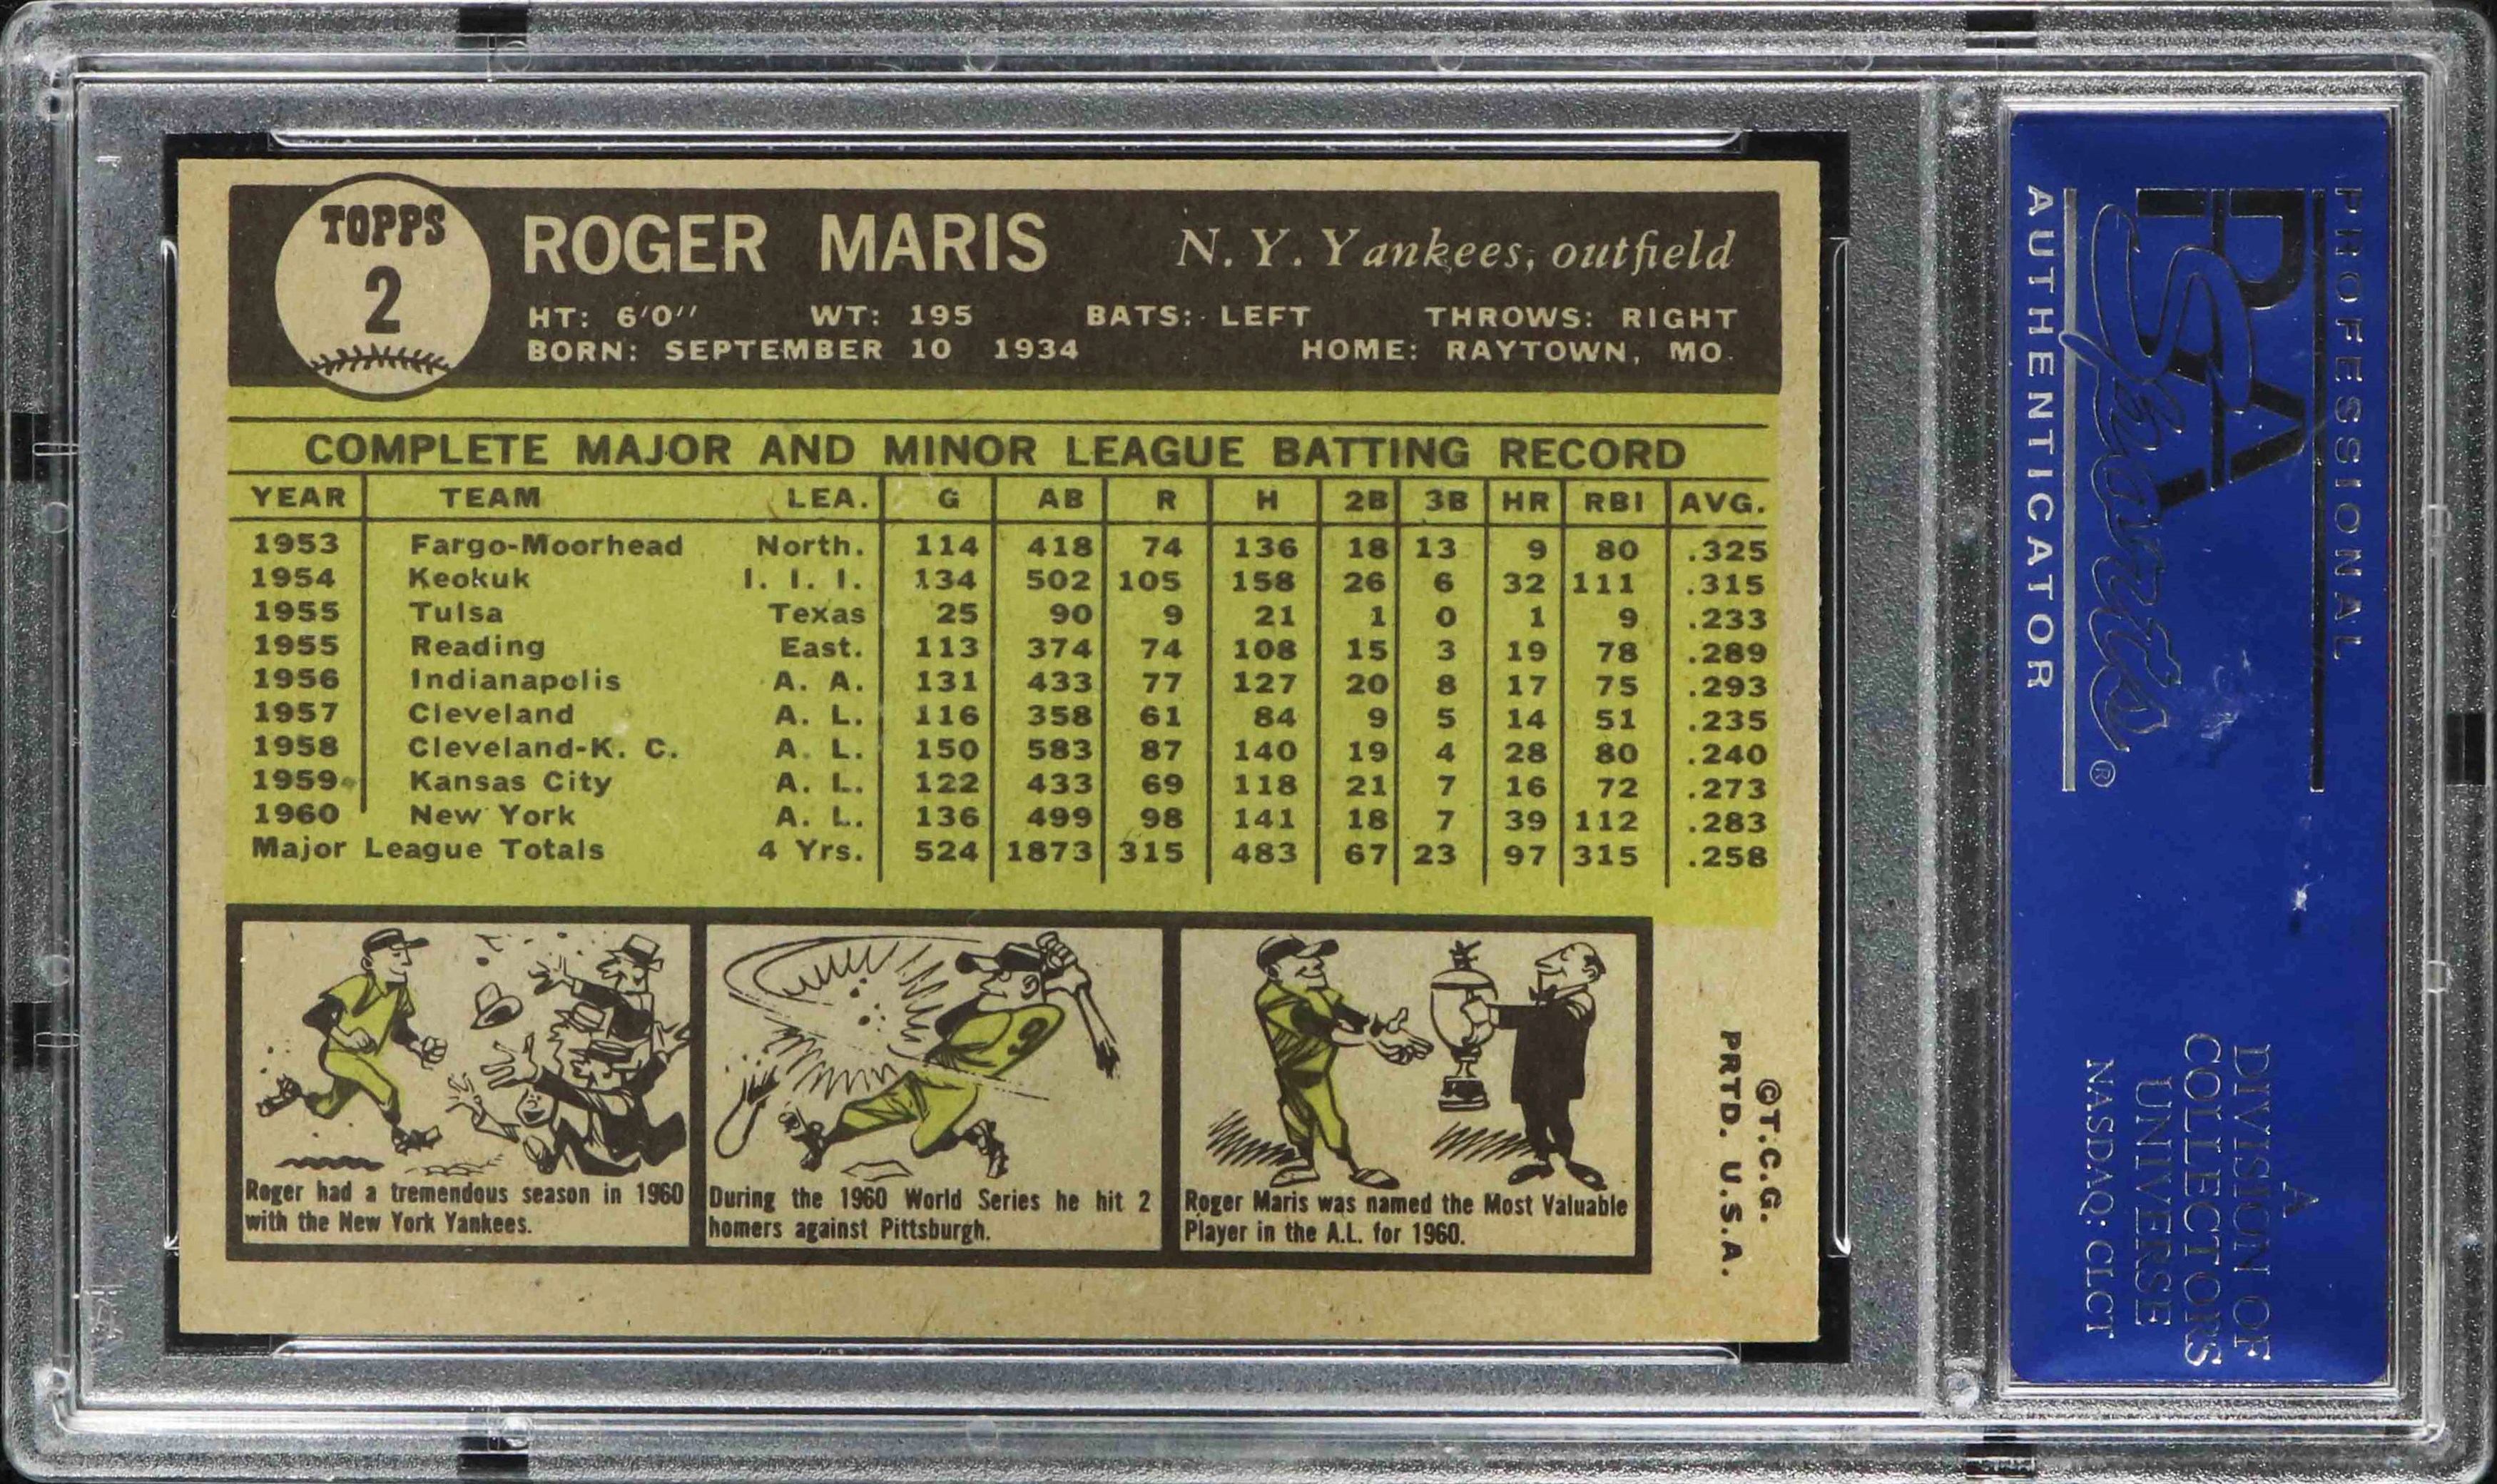 TOPPS
2
ROGER MARIS
N. Y. Yankees, outfield
HT: 6'0" WT: 195 BATS: LEFT THROWS: RIGHT
BORN: SEPTEMBER 10 1934 HOME: RAYTOWN, MO.
COMPLETE MAJOR AND MINOR LEAGUE BATTING RECORD
YEAR TEAM LEA. G AB R H 2B 3B HR RBI AVG.
1953 Fargo-Moorhead North. 114 418 74 136 18 13 9 80 .325
1954 Keokuk I. I. I. 134 502 105 158 26 6 32 111 .315
1955 Tulsa Texas 25 90 9 21 1 0 1 9 .233
1955 Reading East. 113 374 74 108 15 3 19 78 .289
1956 Indianapolis A. A. 131 433 77 127 20 8 17 75 .293
1957 Cleveland A. L. 116 358 61 84 9 5 14 51 .235
1958 Cleveland-K. C. A. L. 150 583 87 140 19 4 28 80 .240
1959 Kansas City A. L. 122 433 69 118 21 7 16 72 .273
1960 New York A. L. 136 499 98 141 18 7 39 112 .283
Major League Totals 4 Yrs. 524 1873 315 483 67 23 97 315 .258
9
Roger had a tremendous season in 1960
with the New York Yankees.
During the 1960 World Series he hit 2
homers against Pittsburgh.
Roger Maris was named the Most Valuable
Player in the A.L. for 1960.
©T.C.G.
PRTD. U.S.A.
PROFESSIONAL
PSA
Sports®
AUTHENTICATOR
A
DIVISION OF
COLLECTORS
UNIVERSE
NASDAQ: CLCT